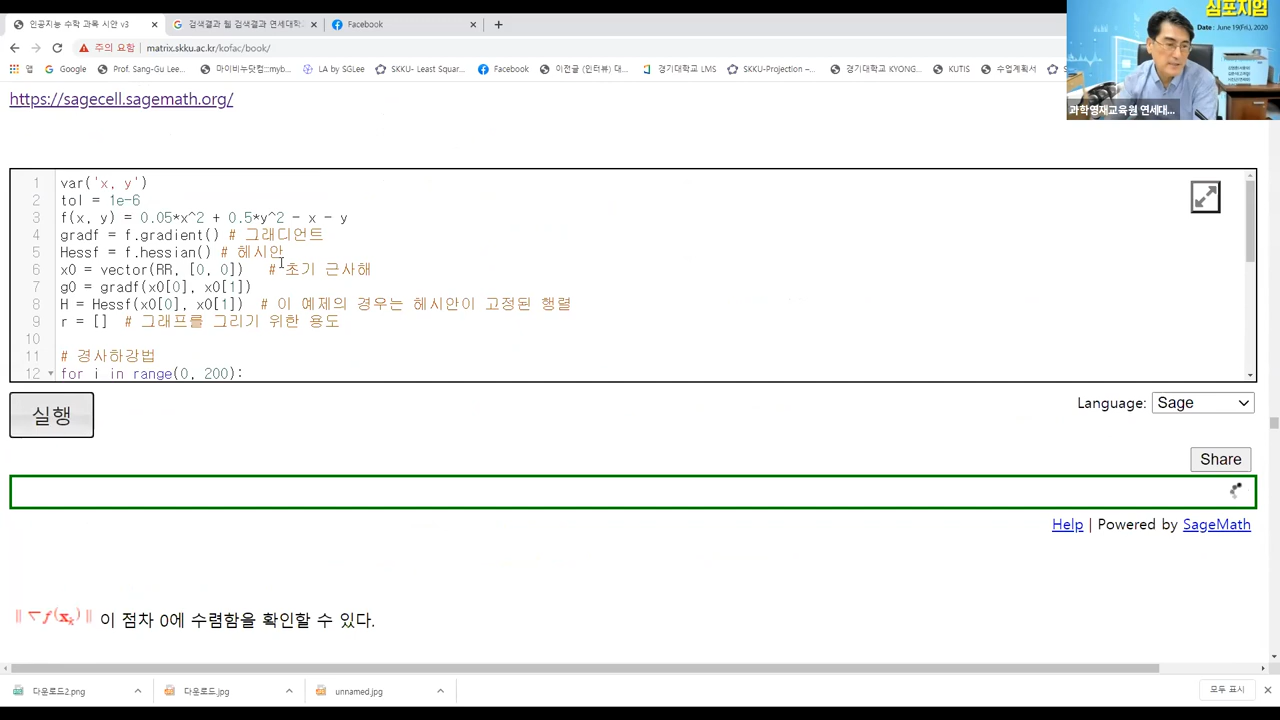 인공지능 수학 과목 시안 v3
검색결과 웹 검색결과 연세대학
Facebook
주의 요함
matrix.skku.ac.kr/kofac/book/
앱
Google
Prof. Sang-Gu Lee...
마이비누닷컴:::myb...
LA by SGLee
SKKU- Least Squar...
Facebook
이전글 (인터뷰) 대...
경기대학교 LMS
SKKU-Projection –...
경기대학교 KYONG...
KUTIS
수업계획서
심포지엄
Date : June 19(Fri.), 2020
과학영재교육원 연세대...
https://sagecell.sagemath.org/
1 var('x, y')
2 tol = 1e-6
3 f(x, y) = 0.05*x^2 + 0.5*y^2 - x - y
4 gradf = f.gradient() # 그래디언트
5 Hessf = f.hessian() # 헤시안
6 x0 = vector(RR, [0, 0]) # 초기 근사해
7 g0 = gradf(x0[0], x0[1])
8 H = Hessf(x0[0], x0[1]) # 이 예제의 경우는 헤시안이 고정된 행렬
9 r = [] # 그래프를 그리기 위한 용도
10
11 # 경사하강법
12 for i in range(0, 200):
실행
Language: Sage
Share
Help | Powered by SageMath
‖ ∇f(xₖ) ‖ 이 점차 0에 수렴함을 확인할 수 있다.
다운로드2.png
다운로드.jpg
unnamed.jpg
모두 표시